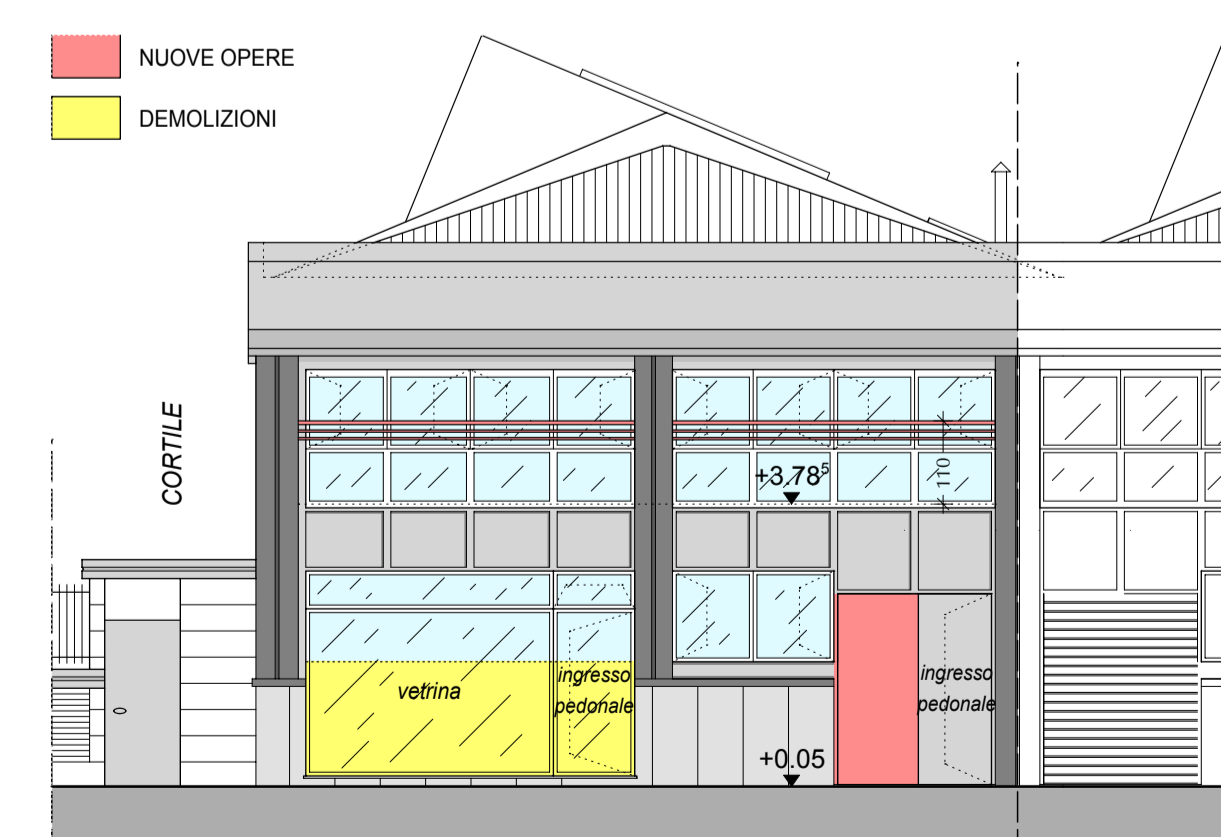 NUOVE OPERE
DEMOLIZIONI
CORTILE
+3.78⁵
110
vetrina
ingresso
pedonale
ingresso
pedonale
+0.05